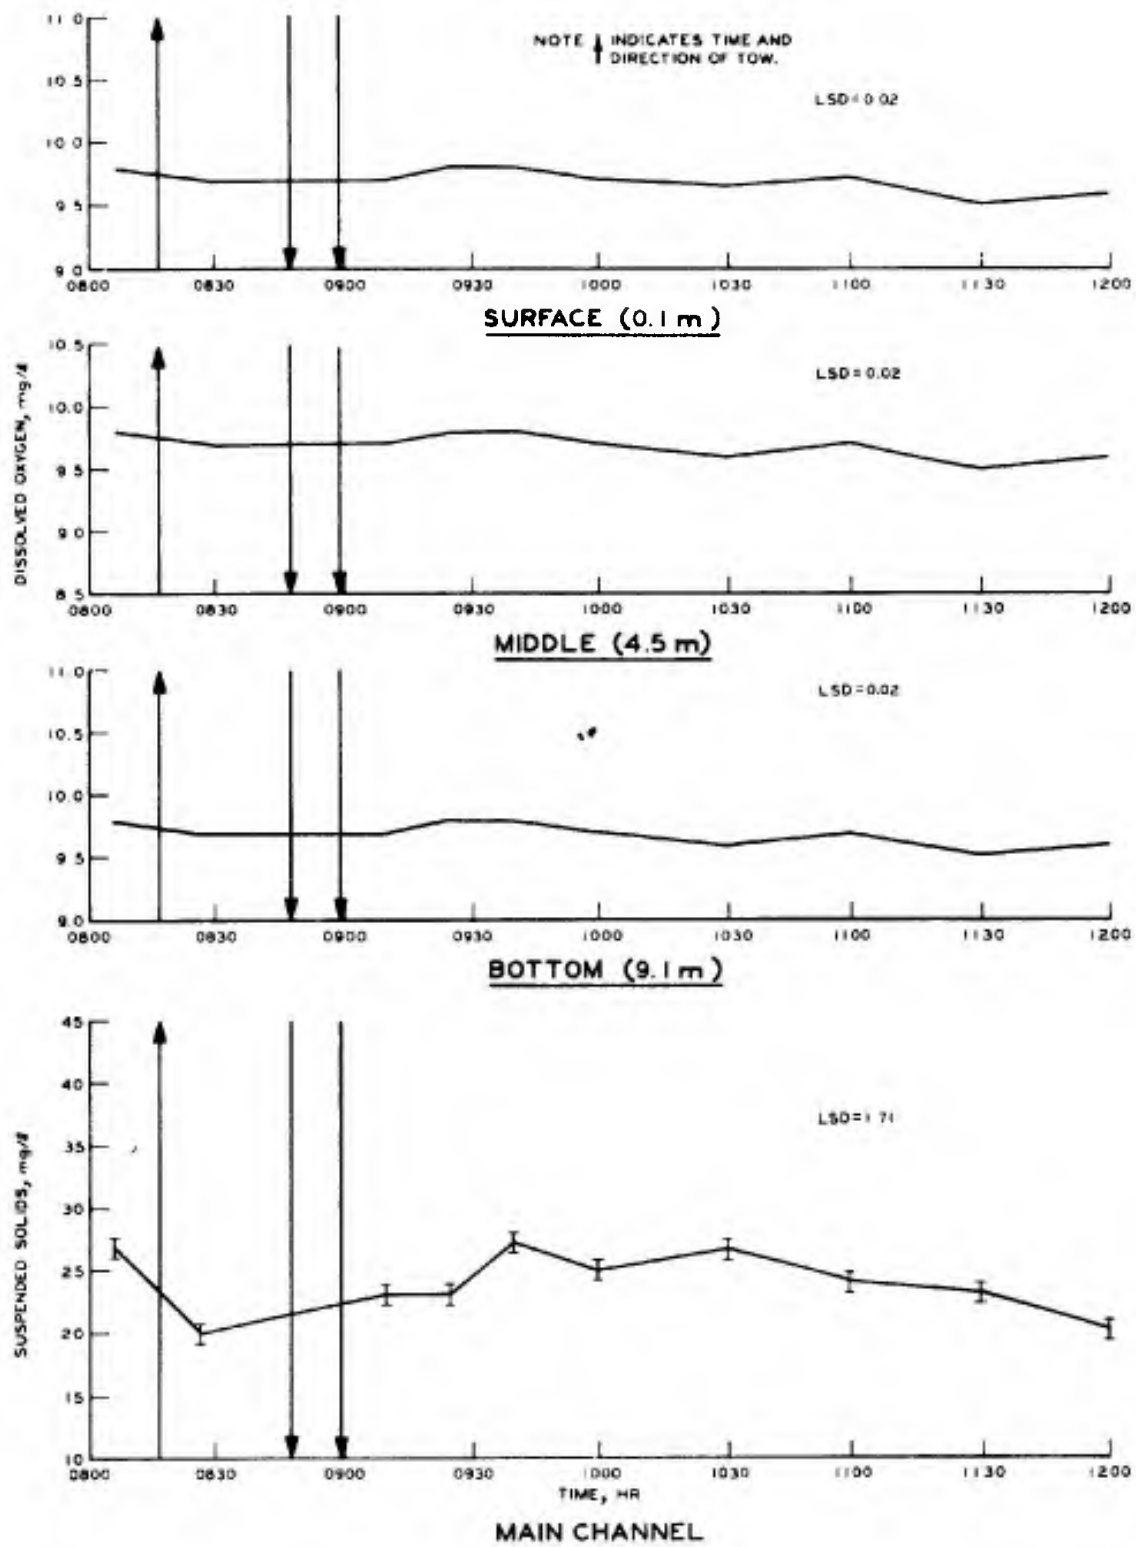 11.0
NOTE INDICATES TIME AND
DIRECTION OF TOW.
10.5
LSD=0.02
10.0
9.5
9.0
0800 0830 0900 0930 1000 1030 1100 1130 1200
SURFACE (0.1 m)
10.5
LSD=0.02
10.0
9.5
9.0
8.5
0800 0830 0900 0930 1000 1030 1100 1130 1200
MIDDLE (4.5 m)
DISSOLVED OXYGEN, mg/ℓ
11.0
LSD=0.02
10.5
10.0
9.5
9.0
0800 0830 0900 0930 1000 1030 1100 1130 1200
BOTTOM (9.1 m)
45
40
LSD=1.71
35
30
25
20
15
10
SUSPENDED SOLIDS, mg/ℓ
0800 0830 0900 0930 1000 1030 1100 1130 1200
TIME, HR
MAIN CHANNEL